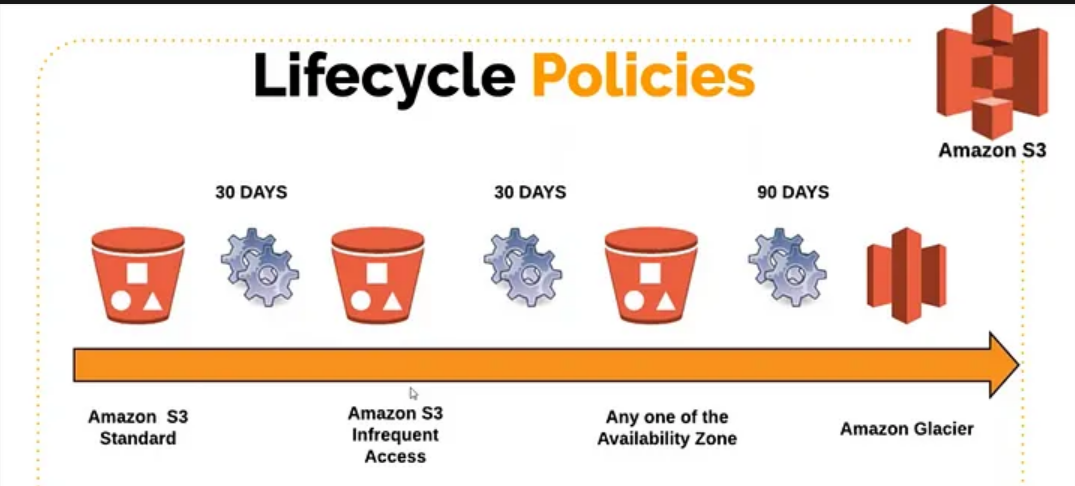 Lifecycle Policies
Amazon S3
30 DAYS
30 DAYS
90 DAYS
Amazon S3
Standard
Amazon S3
Infrequent
Access
Any one of the
Availability Zone
Amazon Glacier